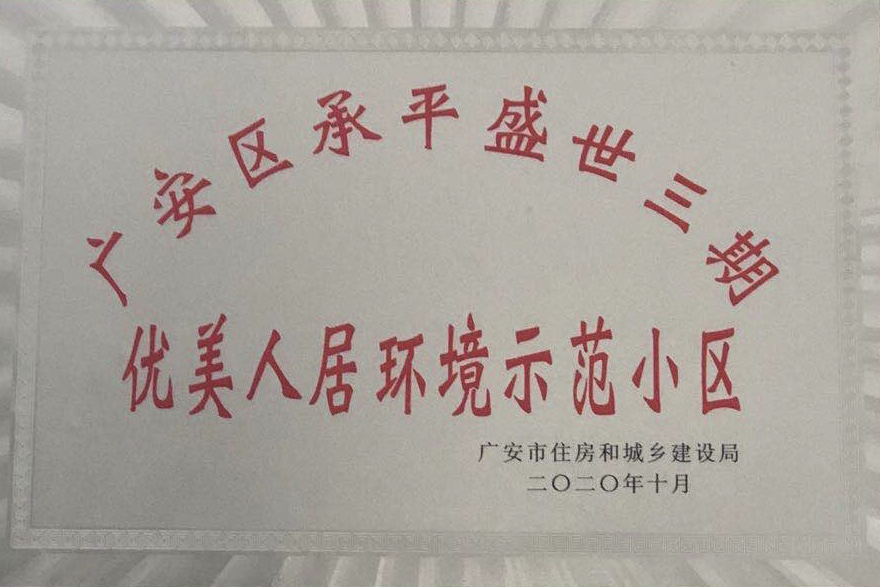 广安区承平盛世三期
优美人居环境示范小区
广安市住房和城乡建设局
二〇二〇年十月